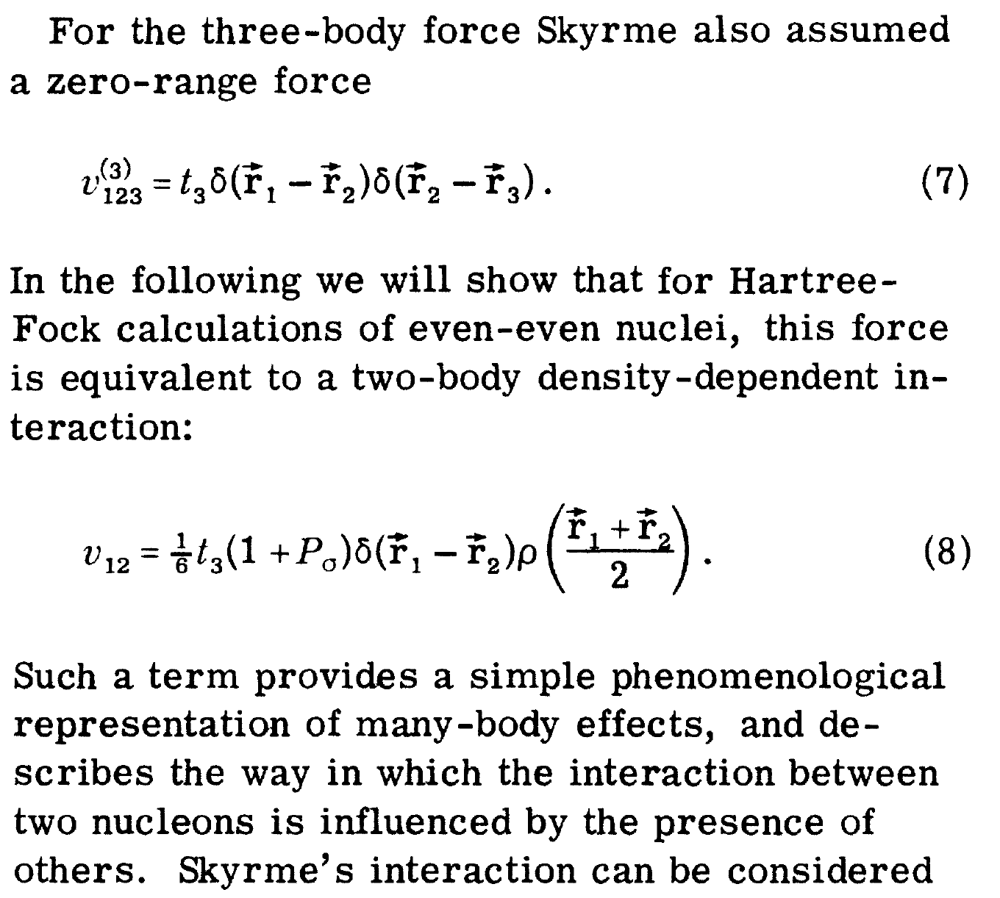 For the three-body force Skyrme also assumed
a zero-range force
$v_{123}^{(3)} = t_3 \delta(\vec{\mathbf{r}}_1 - \vec{\mathbf{r}}_2)\delta(\vec{\mathbf{r}}_2 - \vec{\mathbf{r}}_3).$ (7)
In the following we will show that for Hartree-
Fock calculations of even-even nuclei, this force
is equivalent to a two-body density-dependent in-
teraction:
$v_{12} = \frac{1}{6} t_3 (1 + P_\sigma)\delta(\vec{\mathbf{r}}_1 - \vec{\mathbf{r}}_2)\rho\left(\frac{\vec{\mathbf{r}}_1 + \vec{\mathbf{r}}_2}{2}\right).$ (8)
Such a term provides a simple phenomenological
representation of many-body effects, and de-
scribes the way in which the interaction between
two nucleons is influenced by the presence of
others. Skyrme's interaction can be considered